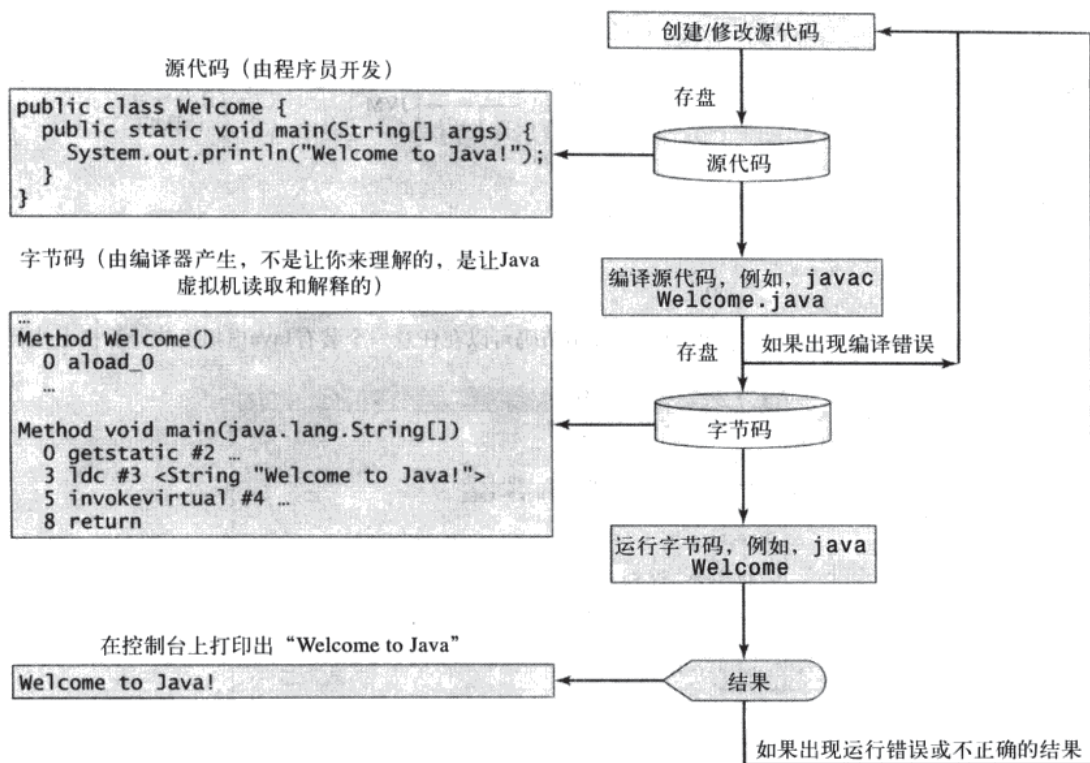 创建/修改源代码
源代码（由程序员开发）
存盘
public class Welcome {
public static void main(String[] args) {
System.out.println("Welcome to Java!");
}
}
源代码
字节码（由编译器产生，不是让你来理解的，是让Java
虚拟机读取和解释的）
编译源代码，例如，javac
Welcome.java
…
Method Welcome()
0 aload_0
…
Method void main(java.lang.String[])
0 getstatic #2 …
3 ldc #3 <String "Welcome to Java!">
5 invokevirtual #4 …
8 return
存盘
如果出现编译错误
字节码
运行字节码，例如，java
Welcome
在控制台上打印出“Welcome to Java”
Welcome to Java!
结果
如果出现运行错误或不正确的结果